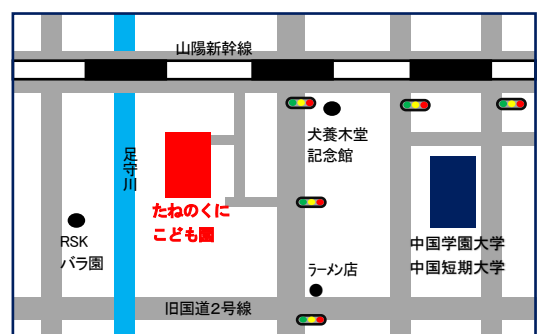 山陽新幹線
犬養木堂
記念館
足守川
たねのくに
こども園
RSK
バラ園
中国学園大学
中国短期大学
ラーメン店
旧国道2号線